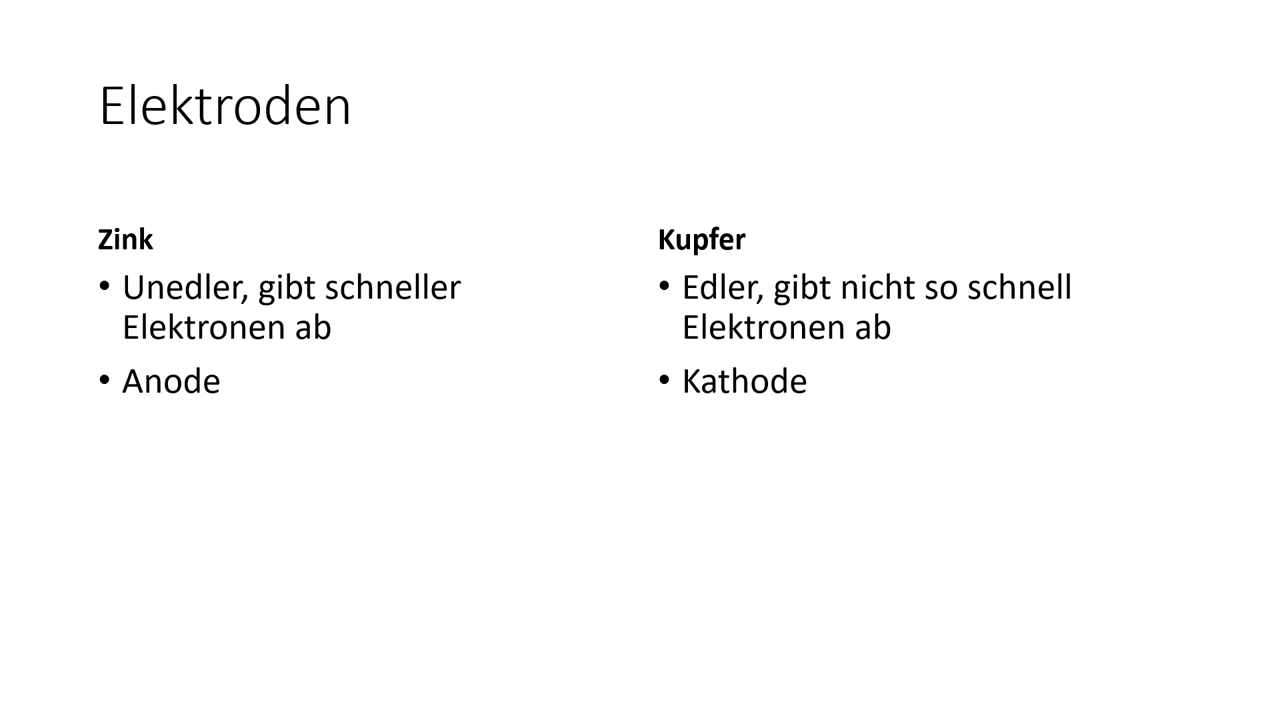 Elektroden
Zink
• Unedler, gibt schneller
Elektronen ab
• Anode
Kupfer
• Edler, gibt nicht so schnell
Elektronen ab
• Kathode